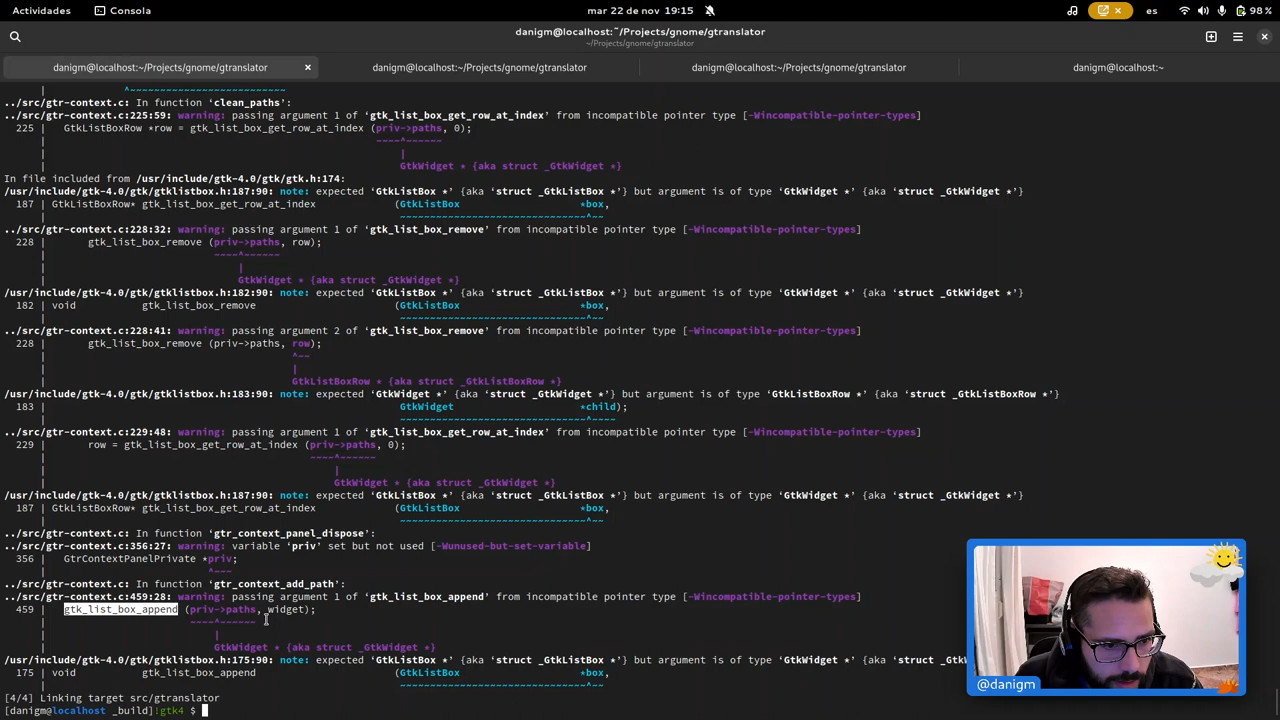 Actividades Consola mar 22 de nov 19:15 es 98 %
danigm@localhost:~/Projects/gnome/gtranslator
~/Projects/gnome/gtranslator
danigm@localhost:~/Projects/gnome/gtranslator × danigm@localhost:~/Projects/gnome/gtranslator danigm@localhost:~/Projects/gnome/gtranslator danigm@localhost:~
| ^~~~~~~~~~~~~~~~~~~~~~~~~~~
../src/gtr-context.c: In function ‘clean_paths’:
../src/gtr-context.c:225:59: warning: passing argument 1 of ‘gtk_list_box_get_row_at_index’ from incompatible pointer type [-Wincompatible-pointer-types]
225 | GtkListBoxRow *row = gtk_list_box_get_row_at_index (priv->paths, 0);
| ~~~~^~~~~~~
| |
| GtkWidget * {aka struct _GtkWidget *}
In file included from /usr/include/gtk-4.0/gtk/gtk.h:174:
/usr/include/gtk-4.0/gtk/gtklistbox.h:187:90: note: expected ‘GtkListBox *’ {aka ‘struct _GtkListBox *’} but argument is of type ‘GtkWidget *’ {aka ‘struct _GtkWidget *’}
187 | GtkListBoxRow* gtk_list_box_get_row_at_index (GtkListBox *box,
| ~~~~~~~~~~~~~~~~~~~~~~~~~~~~~~~^~~
../src/gtr-context.c:228:32: warning: passing argument 1 of ‘gtk_list_box_remove’ from incompatible pointer type [-Wincompatible-pointer-types]
228 | gtk_list_box_remove (priv->paths, row);
| ~~~~^~~~~~~
| |
| GtkWidget * {aka struct _GtkWidget *}
/usr/include/gtk-4.0/gtk/gtklistbox.h:182:90: note: expected ‘GtkListBox *’ {aka ‘struct _GtkListBox *’} but argument is of type ‘GtkWidget *’ {aka ‘struct _GtkWidget *’}
182 | void gtk_list_box_remove (GtkListBox *box,
| ~~~~~~~~~~~~~~~~~~~~~~~~~~~~~~~^~~
../src/gtr-context.c:228:41: warning: passing argument 2 of ‘gtk_list_box_remove’ from incompatible pointer type [-Wincompatible-pointer-types]
228 | gtk_list_box_remove (priv->paths, row);
| ^~~
| |
| GtkListBoxRow * {aka struct _GtkListBoxRow *}
/usr/include/gtk-4.0/gtk/gtklistbox.h:183:90: note: expected ‘GtkWidget *’ {aka ‘struct _GtkWidget *’} but argument is of type ‘GtkListBoxRow *’ {aka ‘struct _GtkListBoxRow *’}
183 | GtkWidget *child);
| ~~~~~~~~~~~~~~~~~~~~~~~~~~~~~~~^~~~~
../src/gtr-context.c:229:48: warning: passing argument 1 of ‘gtk_list_box_get_row_at_index’ from incompatible pointer type [-Wincompatible-pointer-types]
229 | row = gtk_list_box_get_row_at_index (priv->paths, 0);
| ~~~~^~~~~~~
| |
| GtkWidget * {aka struct _GtkWidget *}
/usr/include/gtk-4.0/gtk/gtklistbox.h:187:90: note: expected ‘GtkListBox *’ {aka ‘struct _GtkListBox *’} but argument is of type ‘GtkWidget *’ {aka ‘struct _GtkWidget *’}
187 | GtkListBoxRow* gtk_list_box_get_row_at_index (GtkListBox *box,
| ~~~~~~~~~~~~~~~~~~~~~~~~~~~~~~~^~~
../src/gtr-context.c: In function ‘gtr_context_panel_dispose’:
../src/gtr-context.c:356:27: warning: variable ‘priv’ set but not used [-Wunused-but-set-variable]
356 | GtrContextPanelPrivate *priv;
| ^~~~
../src/gtr-context.c: In function ‘gtr_context_add_path’:
../src/gtr-context.c:459:28: warning: passing argument 1 of ‘gtk_list_box_append’ from incompatible pointer type [-Wincompatible-pointer-types]
459 | gtk_list_box_append (priv->paths, widget);
| ~~~~^~~~~~~
| |
| GtkWidget * {aka struct _GtkWidget *}
/usr/include/gtk-4.0/gtk/gtklistbox.h:175:90: note: expected ‘GtkListBox *’ {aka ‘struct _GtkListBox *’} but argument is of type ‘GtkWidget
175 | void gtk_list_box_append (GtkListBox *box,
| ~~~~~~~~~~~~~~~~~~~~~~~~~~~~~~~^~~
[4/4] Linking target src/gtranslator
[danigm@localhost _build]!gtk4 $
@danigm